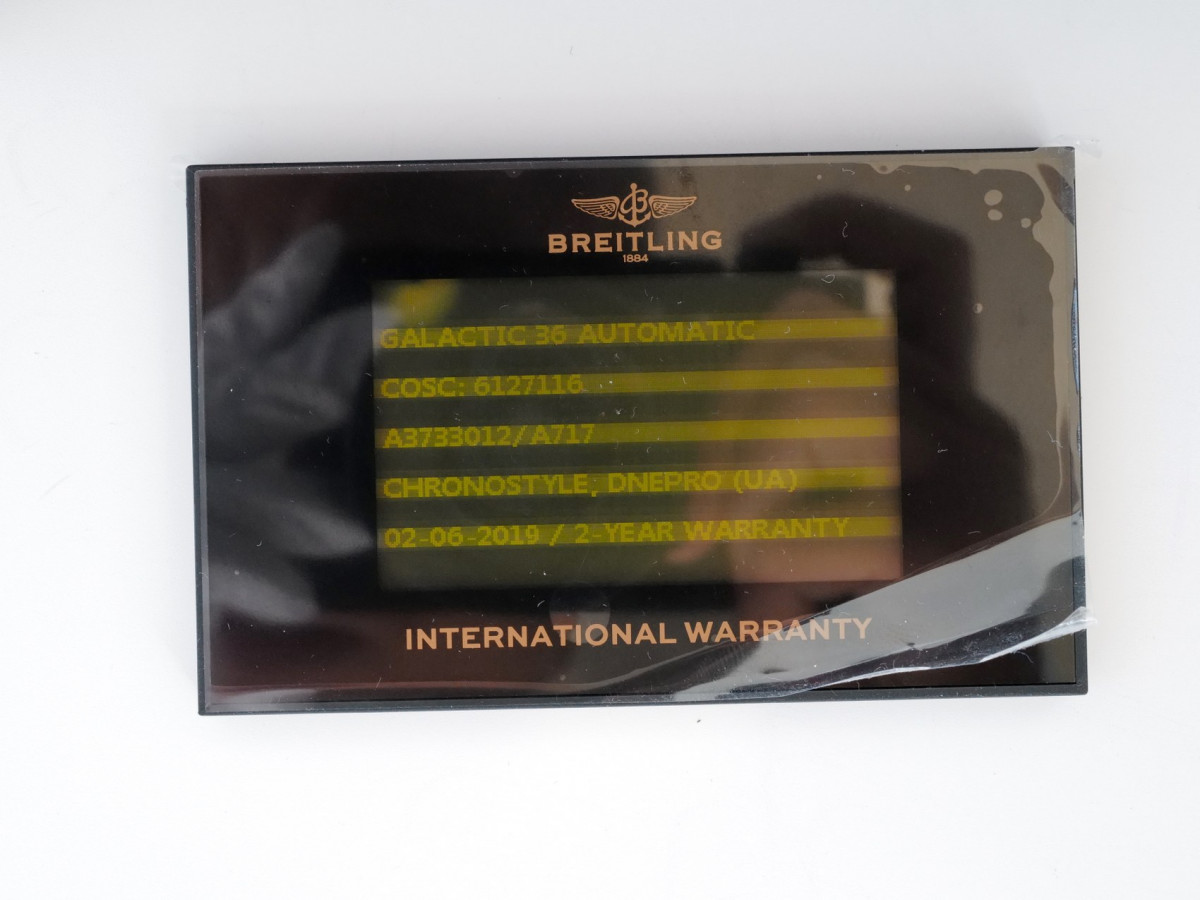 BREITLING
1884
GALACTIC 36 AUTOMATIC
COSC: 6127116
A3733012/ A717
CHRONOSTYLE, DNEPRO (UA)
02-06-2019 / 2-YEAR WARRANTY
INTERNATIONAL WARRANTY